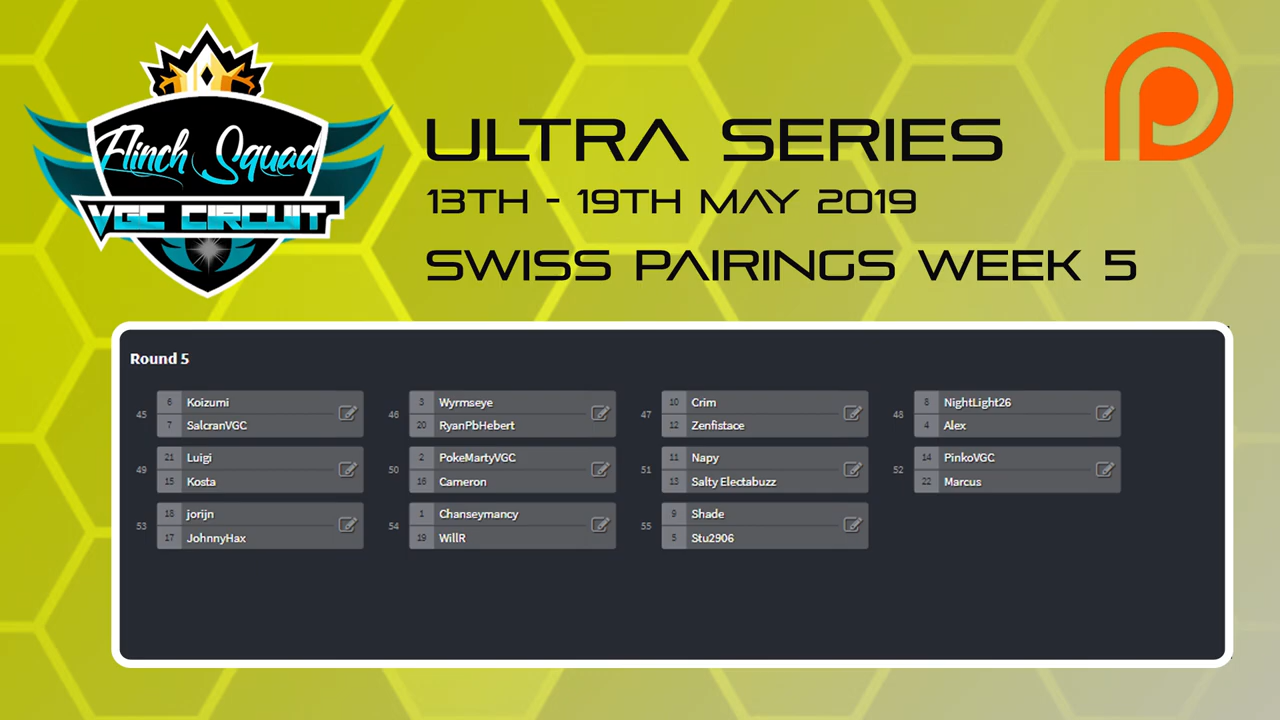 Flinch Squad
VGC CIRCUIT
ULTRA SERIES
13TH - 19TH MAY 2019
SWISS PAIRINGS WEEK 5
Round 5
45 6 Koizumi
7 SalcranVGC
46 3 Wyrmseye
20 RyanPbHebert
47 10 Crim
12 Zenfistace
48 8 NightLight26
4 Alex
49 21 Luigi
15 Kosta
50 2 PokeMartyVGC
16 Cameron
51 11 Napy
13 Salty Electabuzz
52 14 PinkoVGC
22 Marcus
53 18 jorijn
17 JohnnyHax
54 1 Chanseymancy
19 WillR
55 9 Shade
5 Stu2906